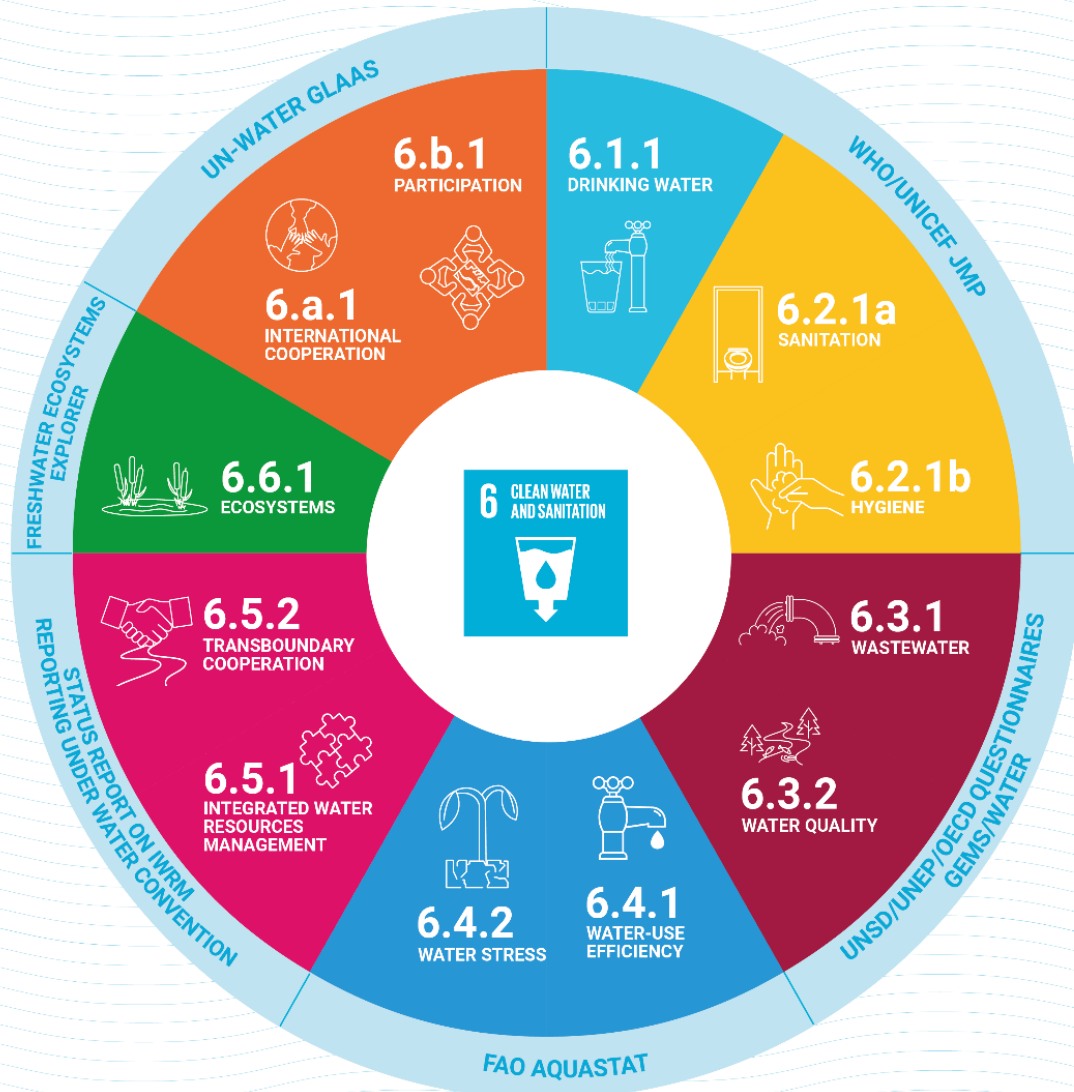 UN-WATER GLAAS
WHO/UNICEF JMP
6.b.1
PARTICIPATION
6.1.1
DRINKING WATER
6.a.1
INTERNATIONAL
COOPERATION
6.2.1a
SANITATION
FRESHWATER ECOSYSTEMS
EXPLORER
6.6.1
ECOSYSTEMS
6 CLEAN WATER
AND SANITATION
6.2.1b
HYGIENE
6.5.2
TRANSBOUNDARY
COOPERATION
6.3.1
WASTEWATER
6.5.1
INTEGRATED WATER
RESOURCES
MANAGEMENT
6.3.2
WATER QUALITY
STATUS REPORT ON IWRM
REPORTING UNDER WATER CONVENTION
UNSD/UNEP/OECD QUESTIONNAIRES
GEMS/WATER
6.4.2
WATER STRESS
6.4.1
WATER-USE
EFFICIENCY
FAO AQUASTAT